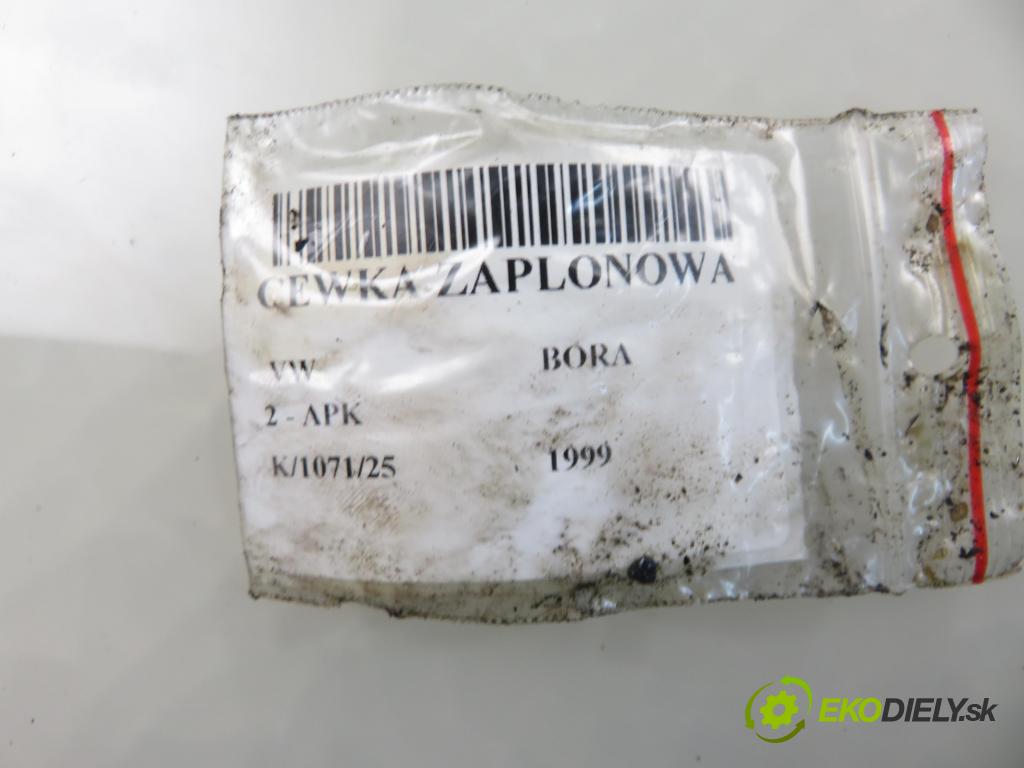 CEWKA ZAPLONOWA
VW BORA
2 - APK
K/1071/25 1999
EKODIELY.sk